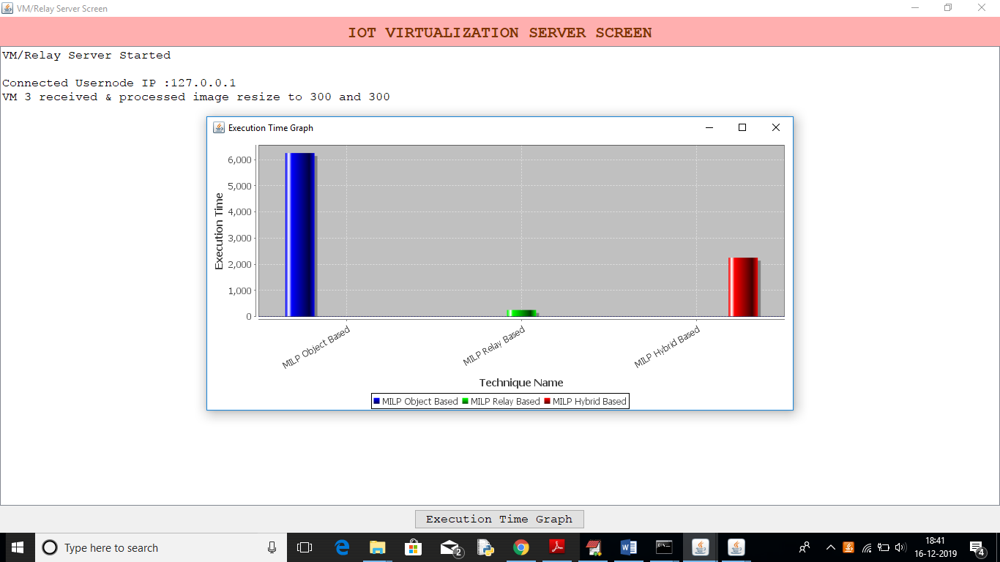 VM/Relay Server Screen
IOT VIRTUALIZATION SERVER SCREEN
VM/Relay Server Started
Connected Usernode IP :127.0.0.1
VM 3 received & processed image resize to 300 and 300
Execution Time Graph
Execution Time
6,000
5,000
4,000
3,000
2,000
1,000
0
MILP Object Based
MILP Relay Based
MILP Hybrid Based
Technique Name
MILP Object Based MILP Relay Based MILP Hybrid Based
Execution Time Graph
Type here to search
2
18:41
16-12-2019
4